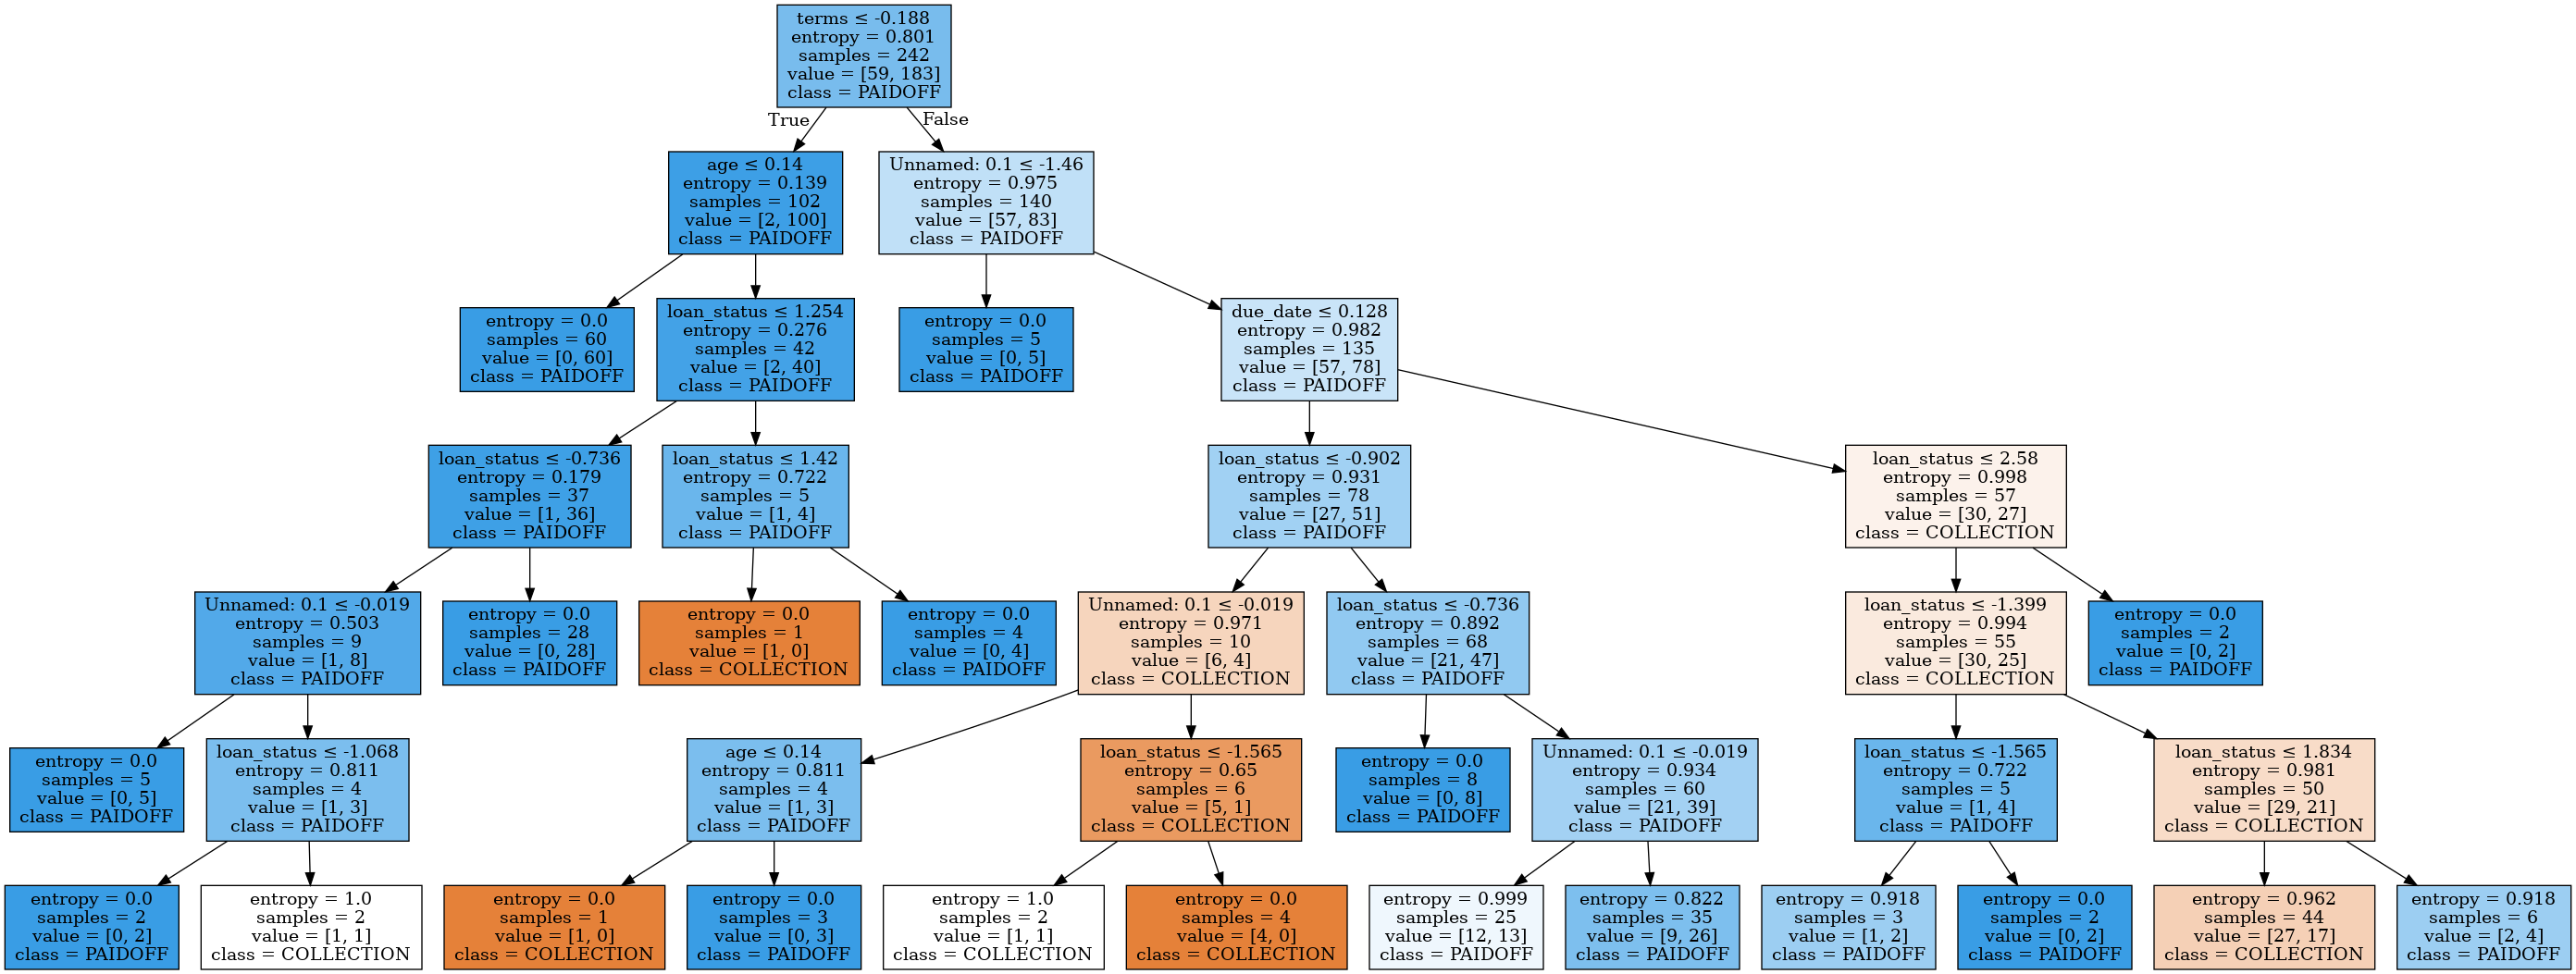 terms ≤ -0.188
entropy = 0.801
samples = 242
value = [59, 183]
class = PAIDOFF
True
False
age ≤ 0.14
entropy = 0.139
samples = 102
value = [2, 100]
class = PAIDOFF
Unnamed: 0.1 ≤ -1.46
entropy = 0.975
samples = 140
value = [57, 83]
class = PAIDOFF
entropy = 0.0
samples = 60
value = [0, 60]
class = PAIDOFF
loan_status ≤ 1.254
entropy = 0.276
samples = 42
value = [2, 40]
class = PAIDOFF
entropy = 0.0
samples = 5
value = [0, 5]
class = PAIDOFF
due_date ≤ 0.128
entropy = 0.982
samples = 135
value = [57, 78]
class = PAIDOFF
loan_status ≤ -0.736
entropy = 0.179
samples = 37
value = [1, 36]
class = PAIDOFF
loan_status ≤ 1.42
entropy = 0.722
samples = 5
value = [1, 4]
class = PAIDOFF
loan_status ≤ -0.902
entropy = 0.931
samples = 78
value = [27, 51]
class = PAIDOFF
loan_status ≤ 2.58
entropy = 0.998
samples = 57
value = [30, 27]
class = COLLECTION
Unnamed: 0.1 ≤ -0.019
entropy = 0.503
samples = 9
value = [1, 8]
class = PAIDOFF
entropy = 0.0
samples = 28
value = [0, 28]
class = PAIDOFF
entropy = 0.0
samples = 1
value = [1, 0]
class = COLLECTION
entropy = 0.0
samples = 4
value = [0, 4]
class = PAIDOFF
Unnamed: 0.1 ≤ -0.019
entropy = 0.971
samples = 10
value = [6, 4]
class = COLLECTION
loan_status ≤ -0.736
entropy = 0.892
samples = 68
value = [21, 47]
class = PAIDOFF
loan_status ≤ -1.399
entropy = 0.994
samples = 55
value = [30, 25]
class = COLLECTION
entropy = 0.0
samples = 2
value = [0, 2]
class = PAIDOFF
entropy = 0.0
samples = 5
value = [0, 5]
class = PAIDOFF
loan_status ≤ -1.068
entropy = 0.811
samples = 4
value = [1, 3]
class = PAIDOFF
age ≤ 0.14
entropy = 0.811
samples = 4
value = [1, 3]
class = PAIDOFF
loan_status ≤ -1.565
entropy = 0.65
samples = 6
value = [5, 1]
class = COLLECTION
entropy = 0.0
samples = 8
value = [0, 8]
class = PAIDOFF
Unnamed: 0.1 ≤ -0.019
entropy = 0.934
samples = 60
value = [21, 39]
class = PAIDOFF
loan_status ≤ -1.565
entropy = 0.722
samples = 5
value = [1, 4]
class = PAIDOFF
loan_status ≤ 1.834
entropy = 0.981
samples = 50
value = [29, 21]
class = COLLECTION
entropy = 0.0
samples = 2
value = [0, 2]
class = PAIDOFF
entropy = 1.0
samples = 2
value = [1, 1]
class = COLLECTION
entropy = 0.0
samples = 1
value = [1, 0]
class = COLLECTION
entropy = 0.0
samples = 3
value = [0, 3]
class = PAIDOFF
entropy = 1.0
samples = 2
value = [1, 1]
class = COLLECTION
entropy = 0.0
samples = 4
value = [4, 0]
class = COLLECTION
entropy = 0.999
samples = 25
value = [12, 13]
class = PAIDOFF
entropy = 0.822
samples = 35
value = [9, 26]
class = PAIDOFF
entropy = 0.918
samples = 3
value = [1, 2]
class = PAIDOFF
entropy = 0.0
samples = 2
value = [0, 2]
class = PAIDOFF
entropy = 0.962
samples = 44
value = [27, 17]
class = COLLECTION
entropy = 0.918
samples = 6
value = [2, 4]
class = PAIDOFF